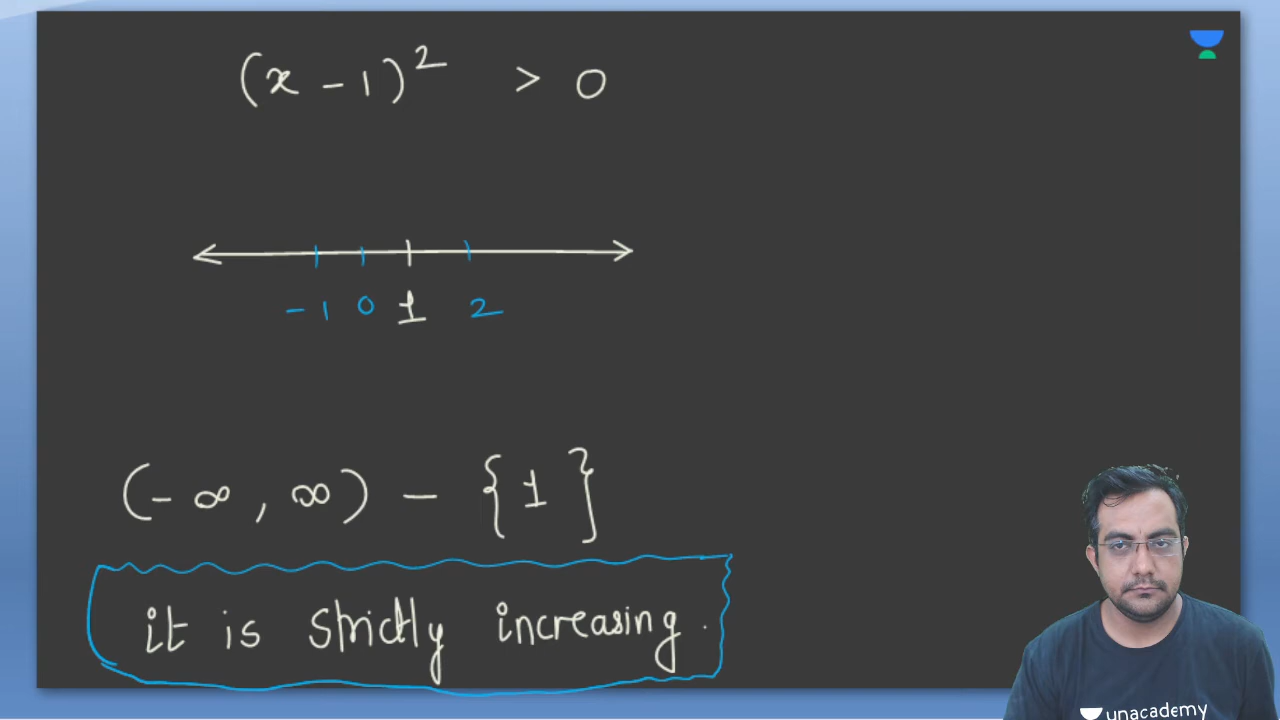 (x - 1)² > 0
-1 0 1 2
(-∞, ∞) - {1}
it is strictly increasing.
unacademy